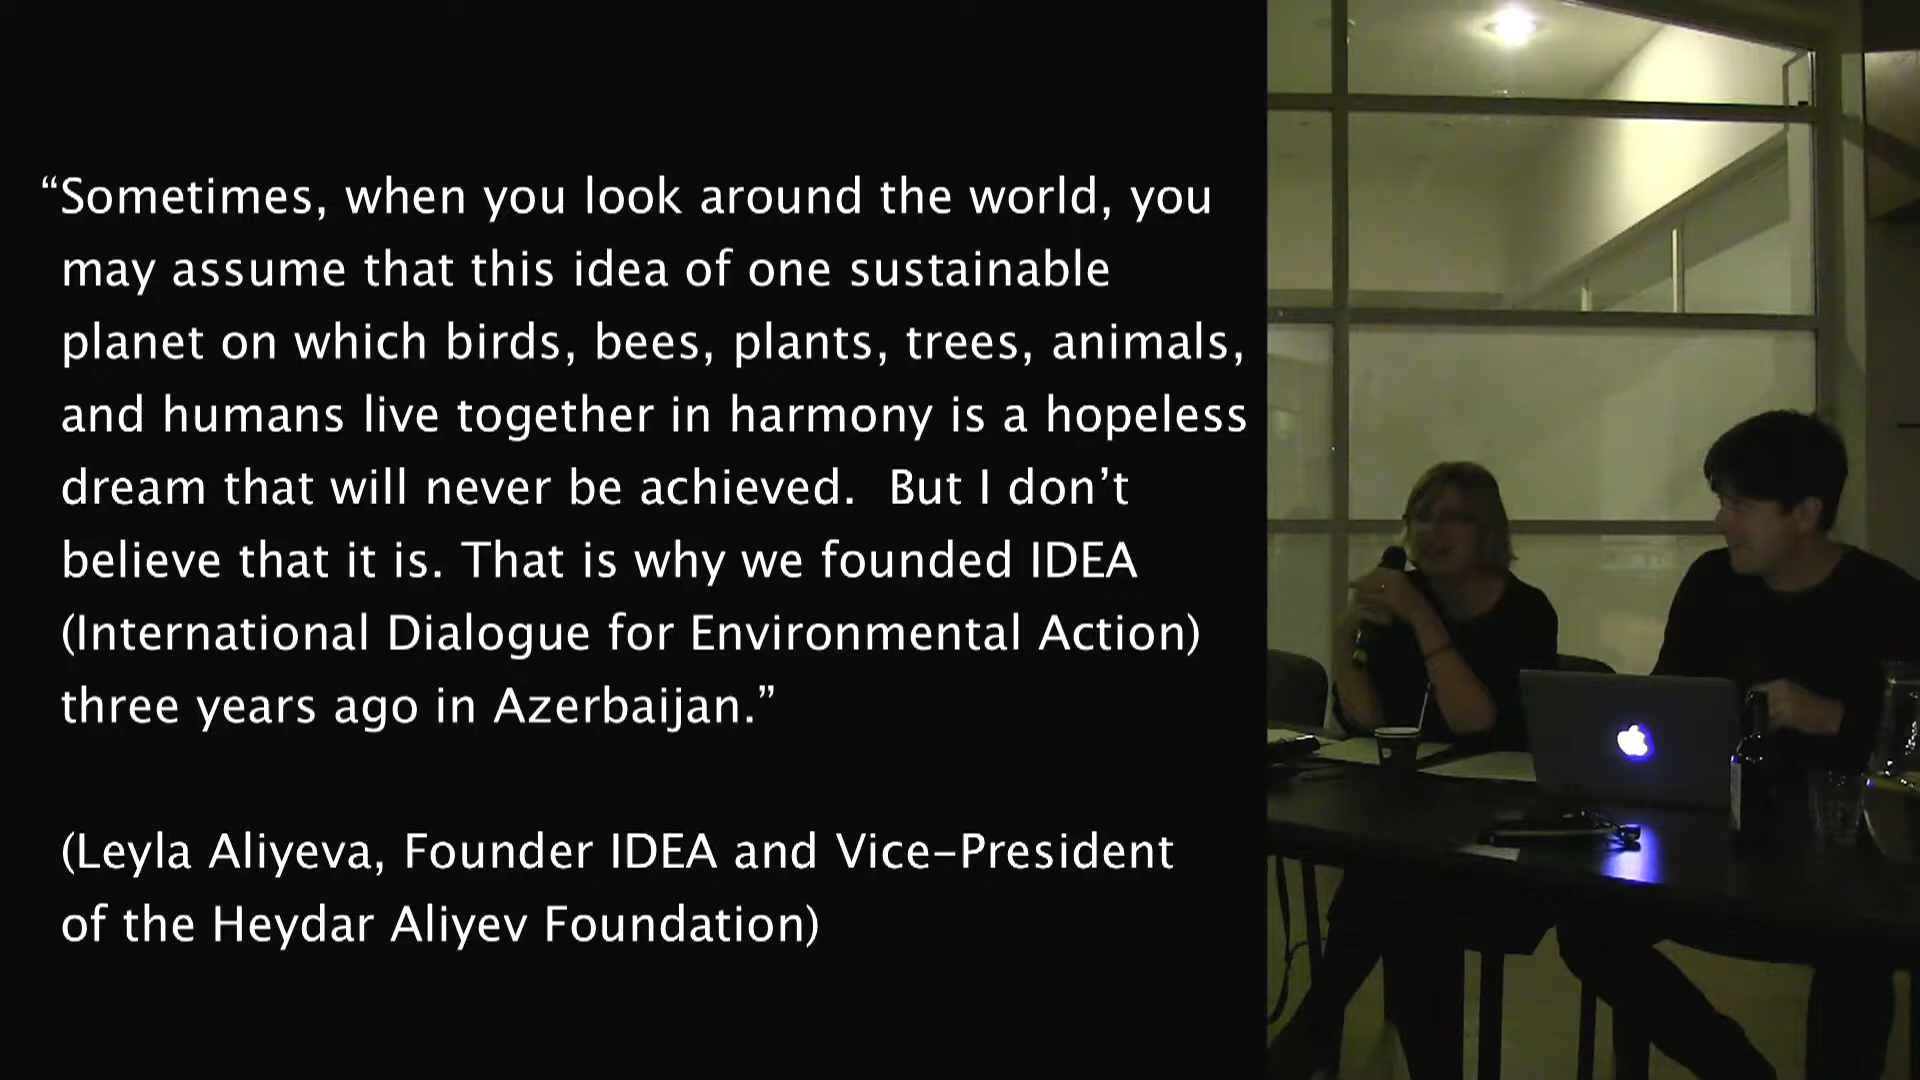 “Sometimes, when you look around the world, you
may assume that this idea of one sustainable
planet on which birds, bees, plants, trees, animals,
and humans live together in harmony is a hopeless
dream that will never be achieved.  But I don’t
believe that it is. That is why we founded IDEA
(International Dialogue for Environmental Action)
three years ago in Azerbaijan.”
(Leyla Aliyeva, Founder IDEA and Vice-President
of the Heydar Aliyev Foundation)